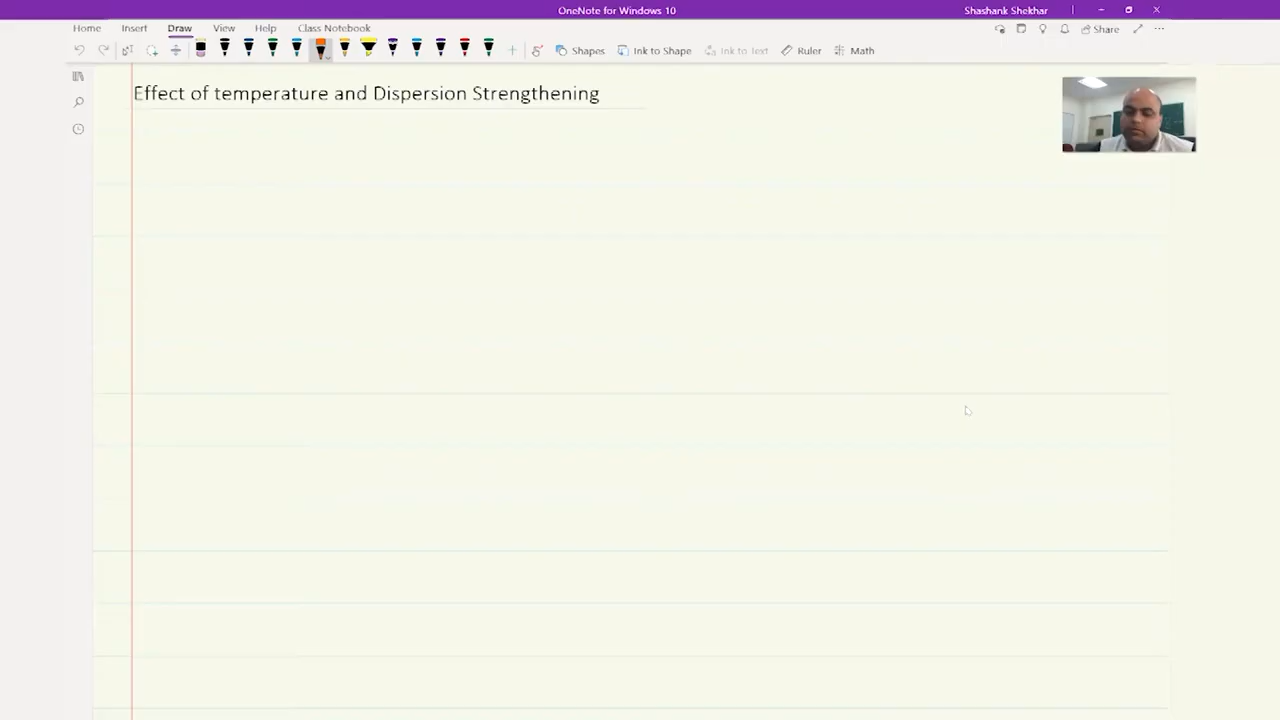 OneNote for Windows 10
Shashank Shekhar
Home Insert Draw View Help Class Notebook
Share
Shapes Ink to Shape Ink to Text Ruler Math
Effect of temperature and Dispersion Strengthening